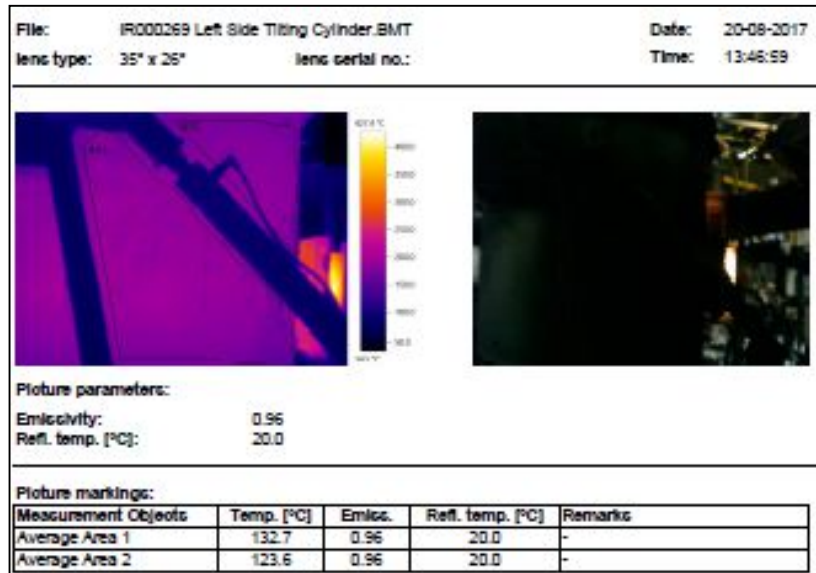 File: IR000269 Left Side Tilting Cylinder.BMT Date: 20-08-2017
lens type: 35° x 26° lens serial no.: Time: 13:46:59
Picture parameters:
Emissivity: 0.96
Refl. temp. [°C]: 20.0
Picture markings:
Measurement Objects Temp. [°C] Emiss. Refl. temp. [°C] Remarks
Average Area 1 132.7 0.96 20.0 -
Average Area 2 123.6 0.96 20.0 -